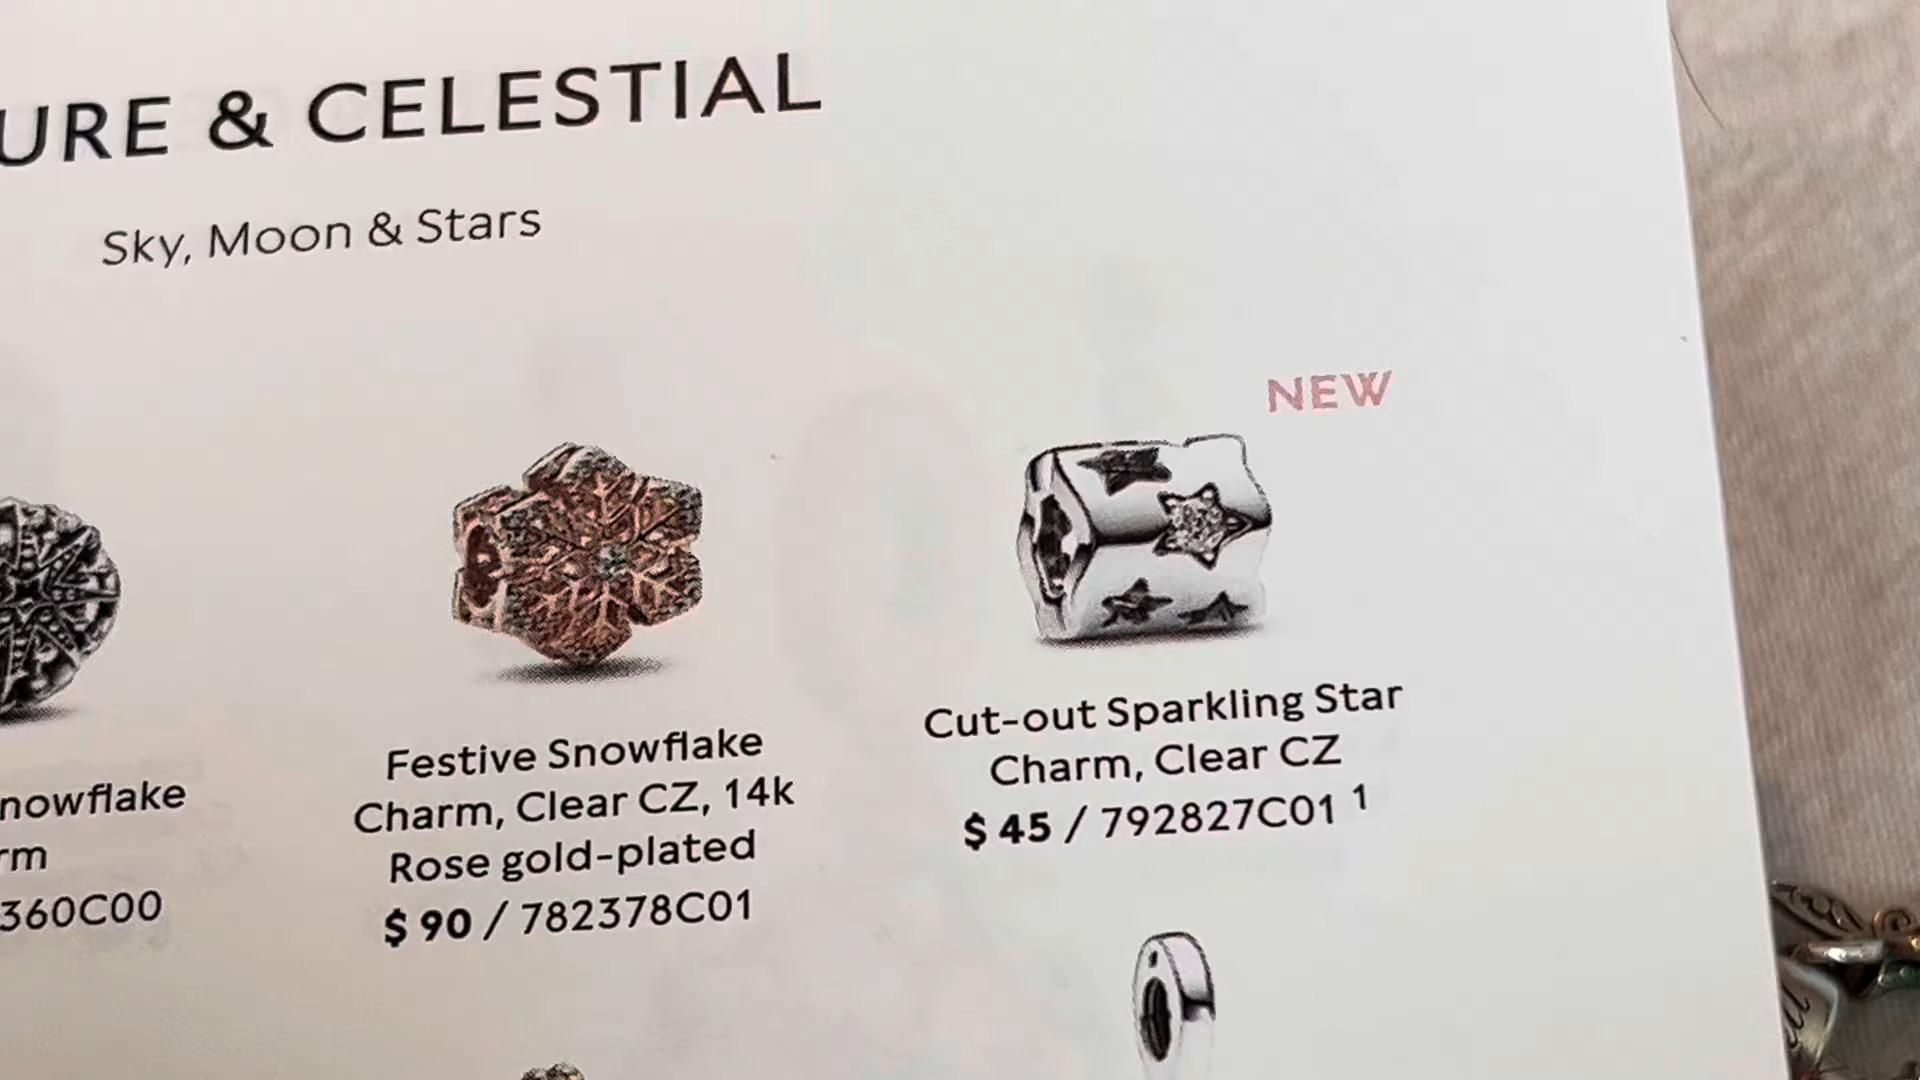 URE & CELESTIAL
Sky, Moon & Stars
NEW
nowflake
rm
360C00
Festive Snowflake
Charm, Clear CZ, 14k
Rose gold-plated
$ 90 / 782378C01
Cut-out Sparkling Star
Charm, Clear CZ
$ 45 / 792827C01 1